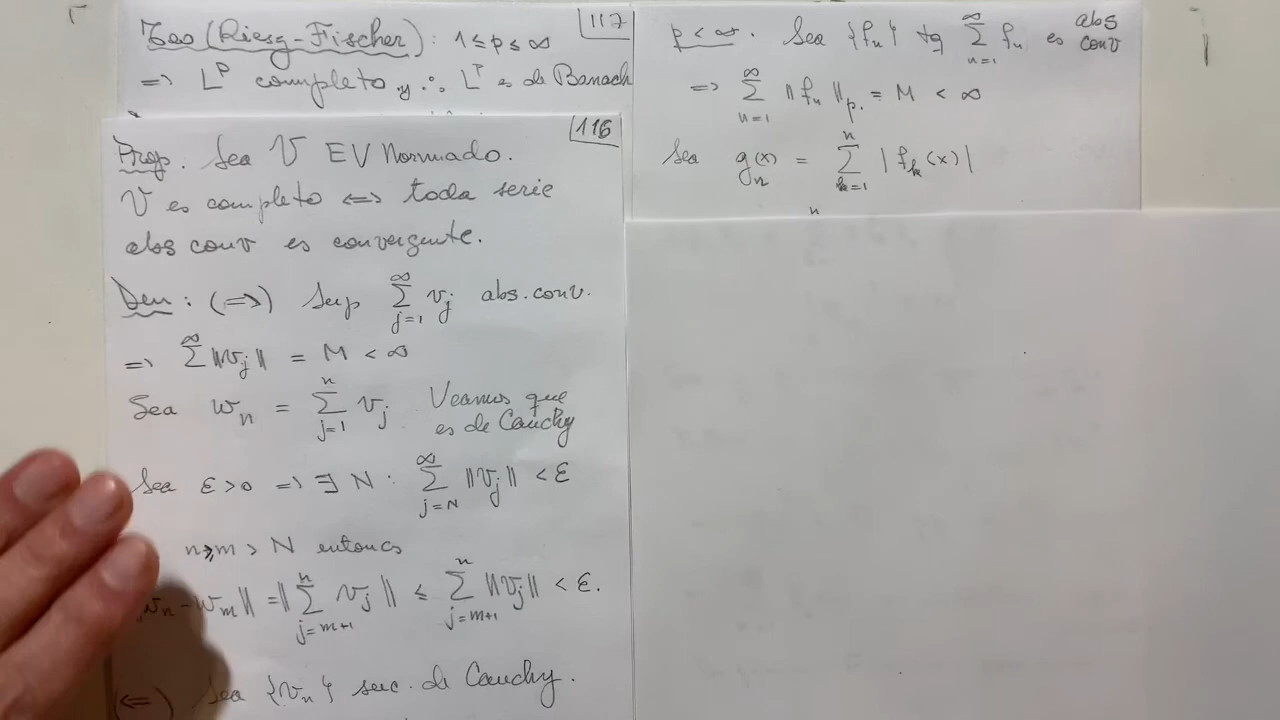 117
Teo (Riesz-Fischer): 1 ≤ p ≤ ∞
=> L^p completo y ∴ L^p es de Banach
116
Prop. Sea V EV Normado.
V es completo <=> toda serie
abs conv es convergente.
Dem: (=>) Sup ∑_{j=1}^{∞} v_j abs. conv.
=> ∑^{∞} ||v_j|| = M < ∞
Sea w_n = ∑_{j=1}^{n} v_j Veamos que
es de Cauchy
Sea ε > 0 => ∃ N : ∑_{j=N}^{∞} ||v_j|| < ε
n ≥ m > N entonces
w_n - w_m || = || ∑_{j=m+1}^{n} v_j || ≤ ∑_{j=m+1}^{n} ||v_j|| < ε.
(<=) Sea {v_n} suc. de Cauchy.
p < ∞. Sea {f_n} tq ∑_{n=1}^{∞} f_n es abs conv
=> ∑_{n=1}^{∞} ||f_n||_p = M < ∞
Sea g_n(x) = ∑_{k=1}^{n} |f_k(x)|
n